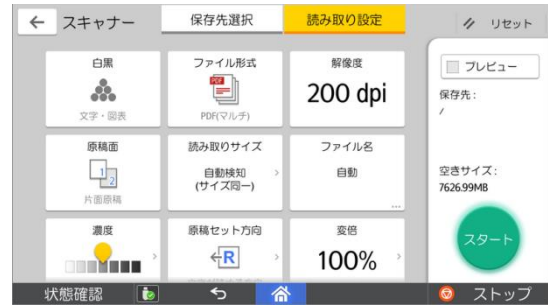 スキャナー
保存先選択
読み取り設定
リセット
白黒
文字・図表
ファイル形式
PDF
PDF(マルチ)
解像度
200 dpi
プレビュー
保存先：
/
原稿面
1
2
片面原稿
読み取りサイズ
自動検知
(サイズ同一)
ファイル名
自動
...
空きサイズ：
7626.99MB
濃度
原稿セット方向
R
変倍
100%
スタート
状態確認
ストップ